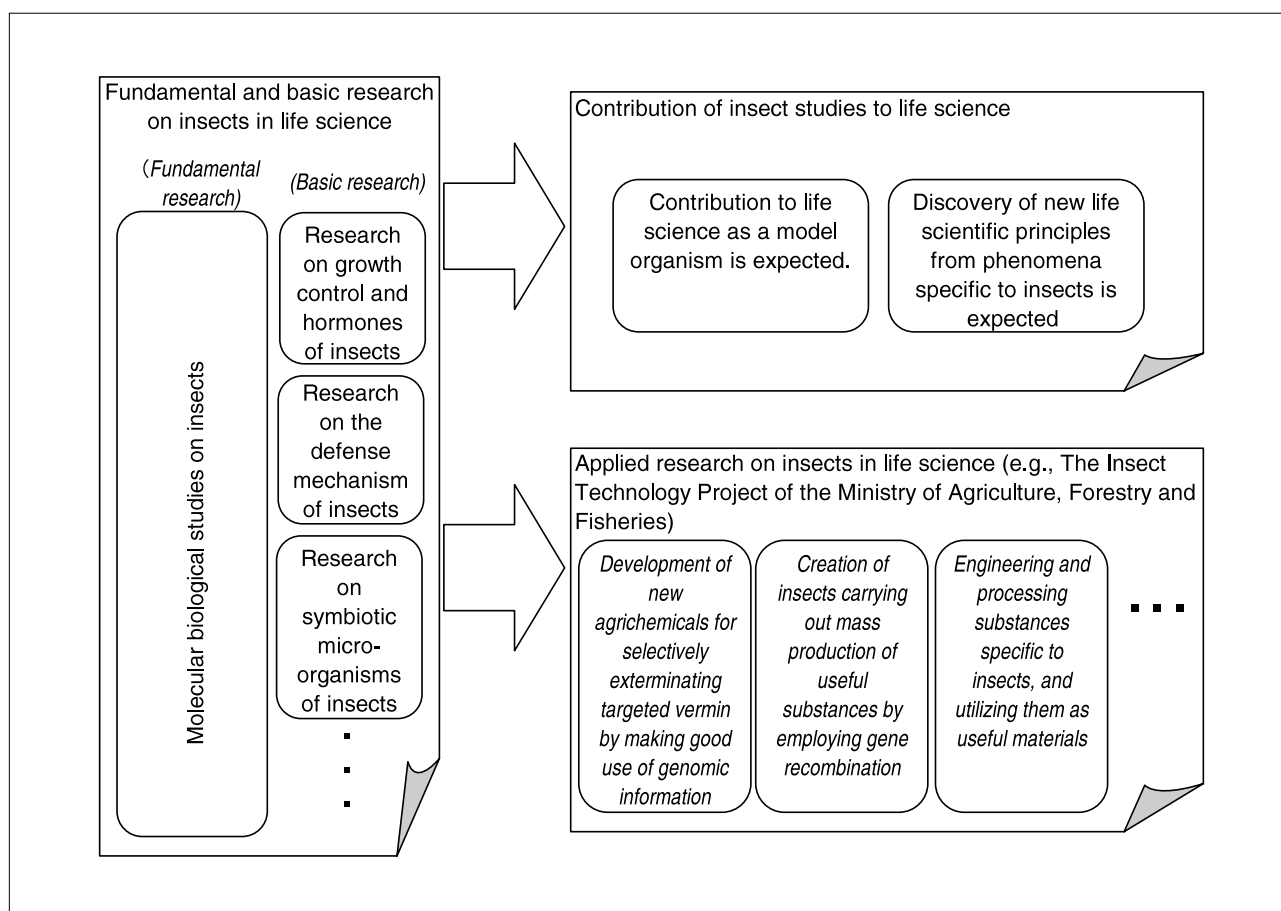 Fundamental and basic research
on insects in life science
(Fundamental
research)
(Basic research)
Molecular biological studies on insects
Research
on growth
control and
hormones
of insects
Research
on the
defense
mechanism
of insects
Research
on
symbiotic
micro-
organisms
of insects
Contribution of insect studies to life science
Contribution to life
science as a model
organism is expected.
Discovery of new life
scientific principles
from phenomena
specific to insects is
expected
Applied research on insects in life science (e.g., The Insect
Technology Project of the Ministry of Agriculture, Forestry and
Fisheries)
Development of
new
agrichemicals for
selectively
exterminating
targeted vermin
by making good
use of genomic
information
Creation of
insects carrying
out mass
production of
useful
substances by
employing gene
recombination
Engineering and
processing
substances
specific to
insects, and
utilizing them as
useful materials